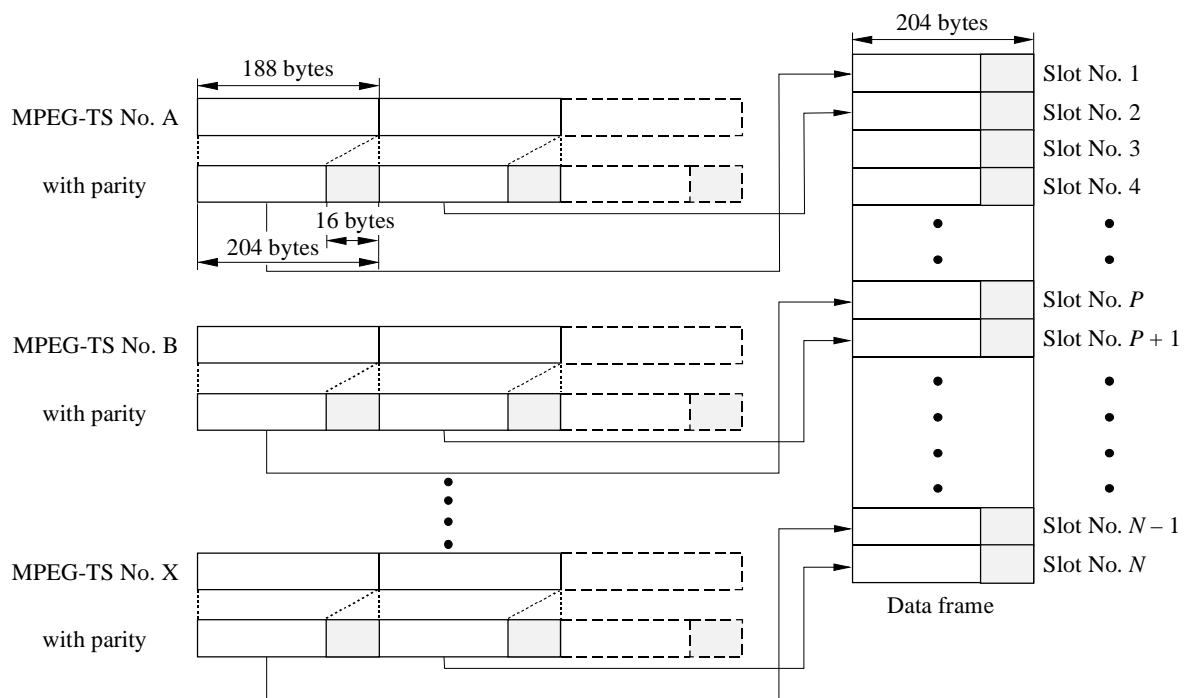 204 bytes
188 bytes
Slot No. 1
MPEG-TS No. A
Slot No. 2
Slot No. 3
with parity
Slot No. 4
16 bytes
204 bytes
Slot No. P
MPEG-TS No. B
Slot No. P + 1
with parity
Slot No. N – 1
MPEG-TS No. X
Slot No. N
Data frame
with parity